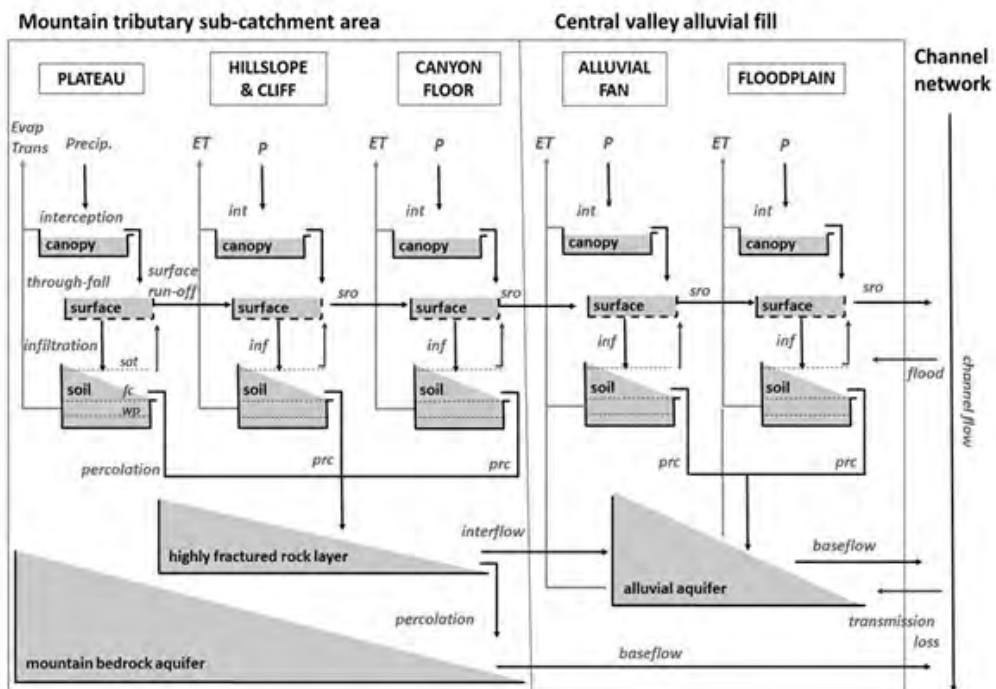 Mountain tributary sub-catchment area
Central valley alluvial fill
Channel
network
PLATEAU
HILLSLOPE
& CLIFF
CANYON
FLOOR
ALLUVIAL
FAN
FLOODPLAIN
Evap
Trans
Precip.
ET
P
ET
P
ET
P
ET
P
interception
int
int
int
int
canopy
canopy
canopy
canopy
canopy
through-fall
surface
run-off
sro
sro
sro
sro
surface
surface
surface
surface
surface
infiltration
inf
inf
inf
inf
sat
flood
channel flow
soil
fc
wp
soil
soil
soil
soil
percolation
prc
prc
prc
prc
interflow
highly fractured rock layer
baseflow
alluvial aquifer
percolation
transmission
loss
mountain bedrock aquifer
baseflow